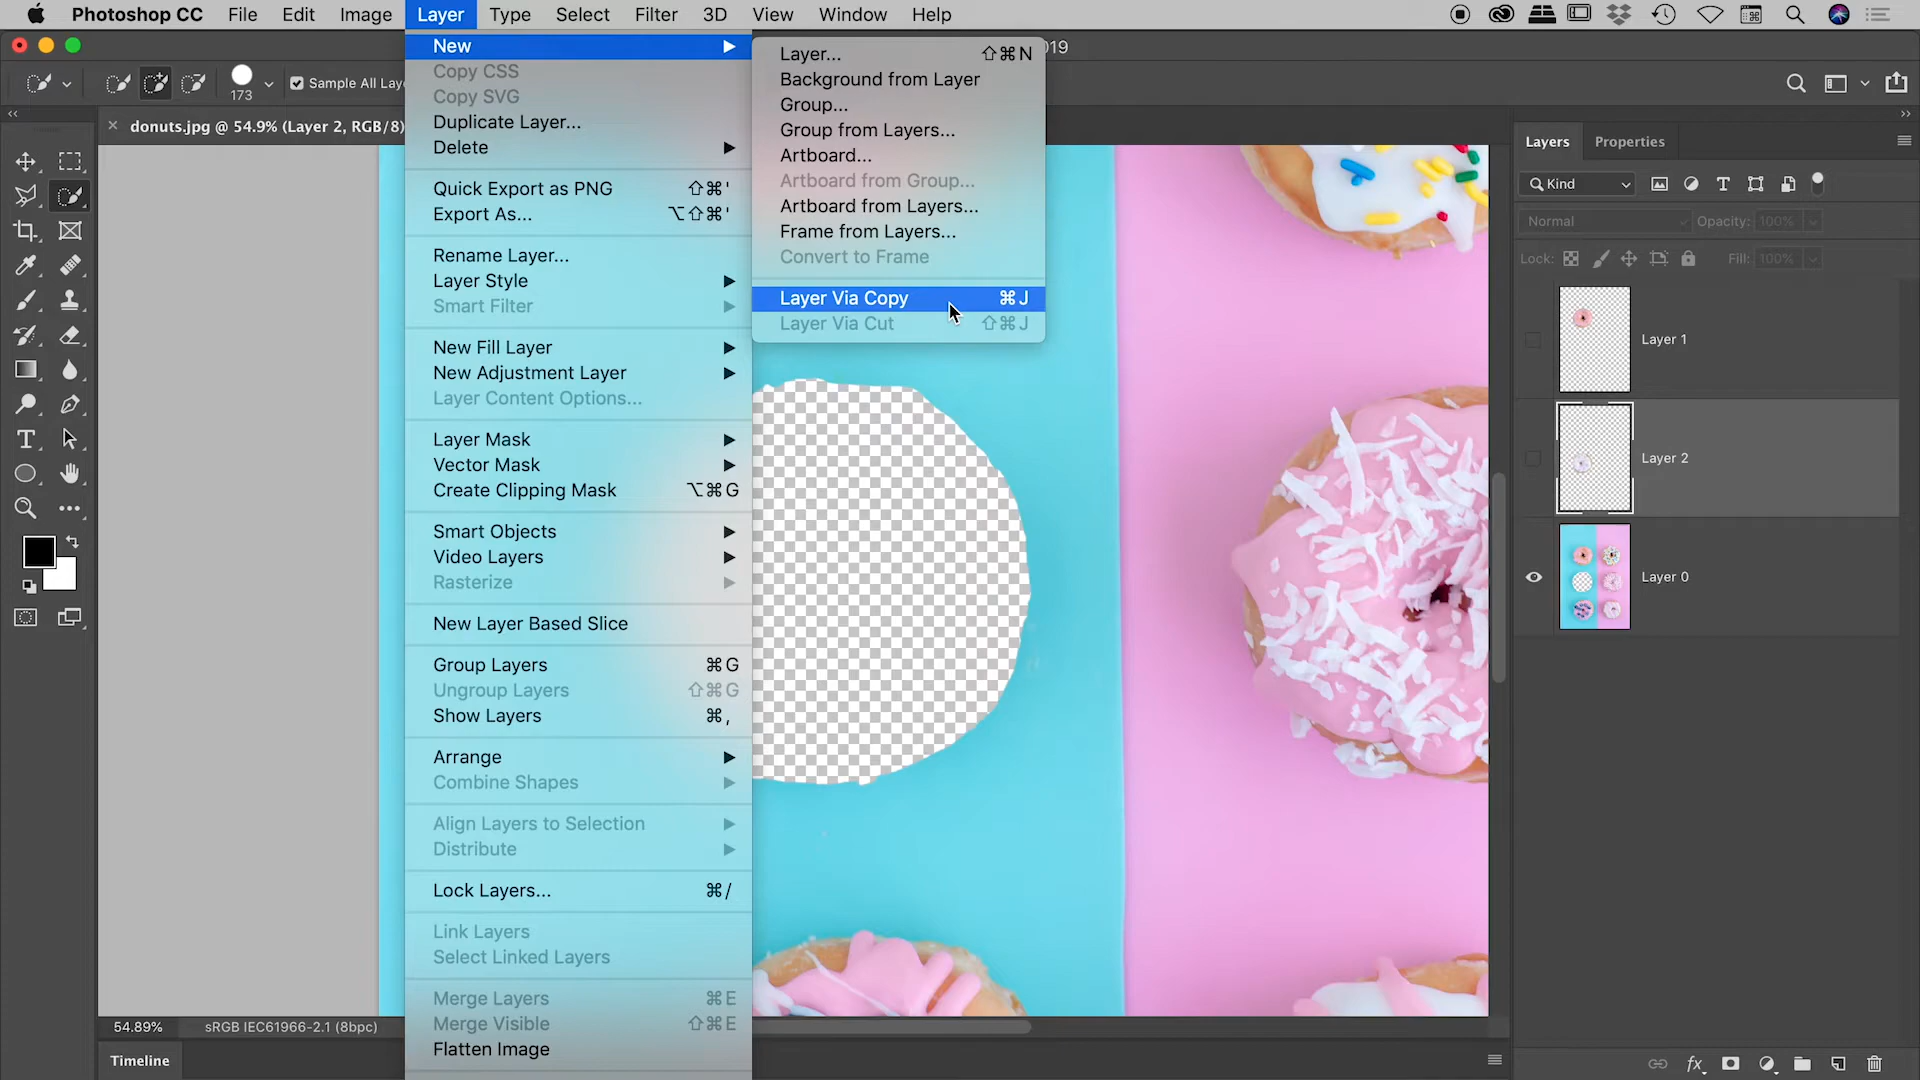 Photoshop CC File Edit Image Layer Type Select Filter 3D View Window Help
173 Sample All Laye
019
donuts.jpg @ 54.9% (Layer 2, RGB/8)
New
Copy CSS
Copy SVG
Duplicate Layer...
Delete
Quick Export as PNG ⇧⌘'
Export As... ⌥⇧⌘'
Rename Layer...
Layer Style
Smart Filter
New Fill Layer
New Adjustment Layer
Layer Content Options...
Layer Mask
Vector Mask
Create Clipping Mask ⌥⌘G
Smart Objects
Video Layers
Rasterize
New Layer Based Slice
Group Layers ⌘G
Ungroup Layers ⇧⌘G
Show Layers ⌘,
Arrange
Combine Shapes
Align Layers to Selection
Distribute
Lock Layers... ⌘/
Link Layers
Select Linked Layers
Merge Layers ⌘E
Merge Visible ⇧⌘E
Flatten Image
Layer... ⇧⌘N
Background from Layer
Group...
Group from Layers...
Artboard...
Artboard from Group...
Artboard from Layers...
Frame from Layers...
Convert to Frame
Layer Via Copy ⌘J
Layer Via Cut ⇧⌘J
Layers Properties
Kind
Normal Opacity: 100%
Lock: Fill: 100%
Layer 1
Layer 2
Layer 0
54.89% sRGB IEC61966-2.1 (8bpc)
Timeline